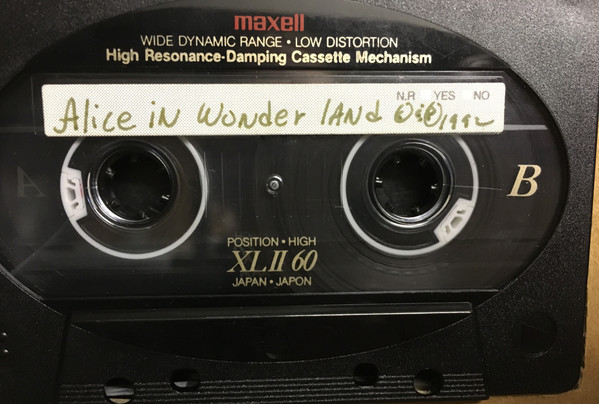 maxell
WIDE DYNAMIC RANGE • LOW DISTORTION
High Resonance-Damping Cassette Mechanism
N.R YES NO
Alice in Wonder lAnd
A B
POSITION • HIGH
XLII 60
JAPAN • JAPON